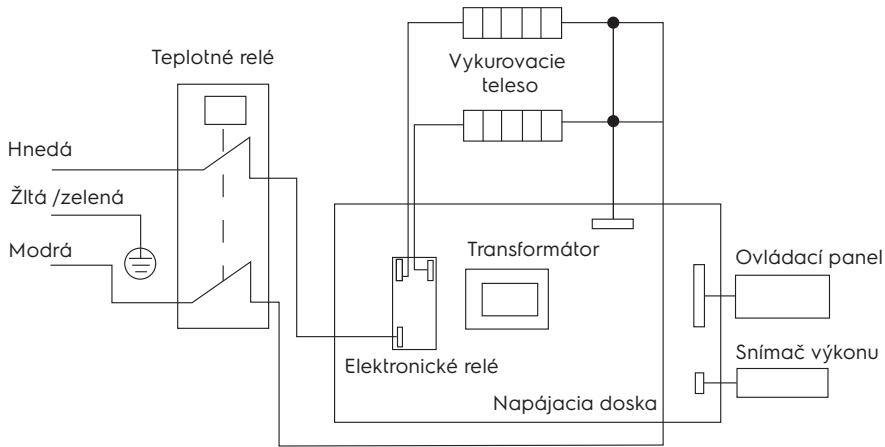 Teplotné relé
Vykurovacie
teleso
Hnedá
Žltá /zelená
Modrá
Transformátor
Ovládací panel
Elektronické relé
Snímač výkonu
Napájacia doska